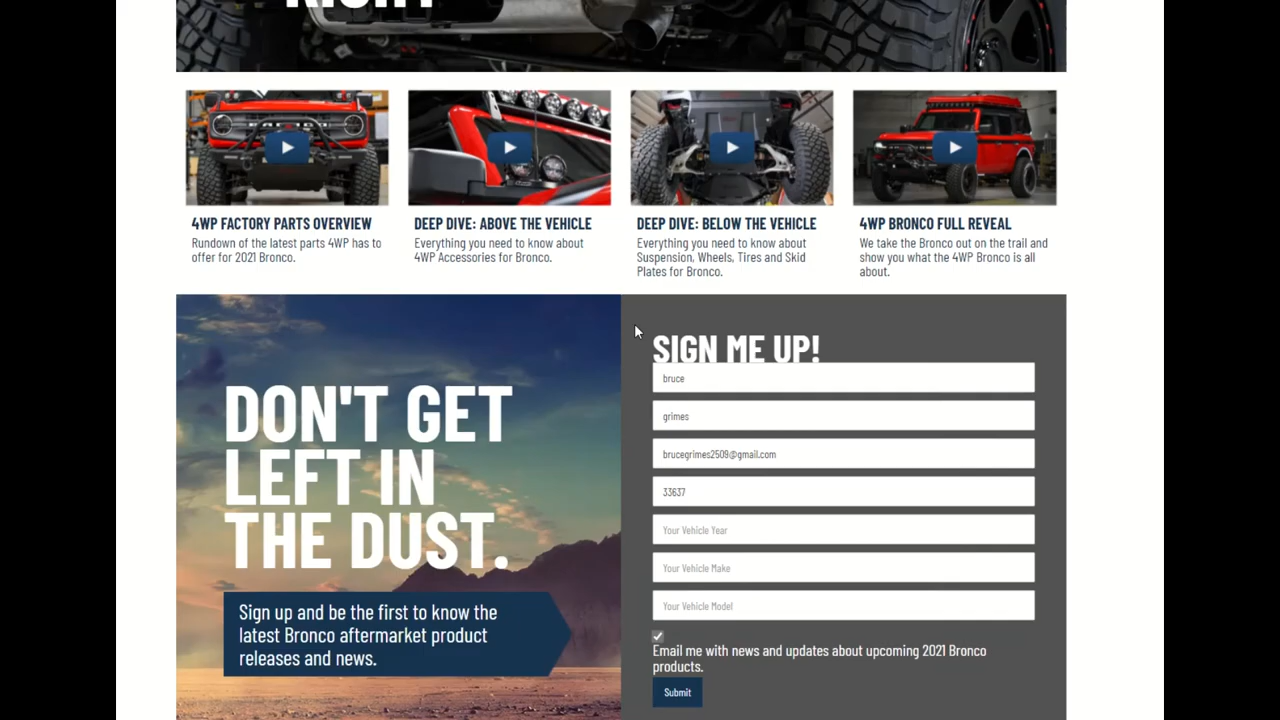 RIGHT
4WP FACTORY PARTS OVERVIEW
Rundown of the latest parts 4WP has to
offer for 2021 Bronco.
DEEP DIVE: ABOVE THE VEHICLE
Everything you need to know about
4WP Accessories for Bronco.
DEEP DIVE: BELOW THE VEHICLE
Everything you need to know about
Suspension, Wheels, Tires and Skid
Plates for Bronco.
4WP BRONCO FULL REVEAL
We take the Bronco out on the trail and
show you what the 4WP Bronco is all
about.
DON'T GET
LEFT IN
THE DUST.
Sign up and be the first to know the
latest Bronco aftermarket product
releases and news.
SIGN ME UP!
bruce
grimes
brucegrimes2509@gmail.com
33637
Your Vehicle Year
Your Vehicle Make
Your Vehicle Model
Email me with news and updates about upcoming 2021 Bronco
products.
Submit